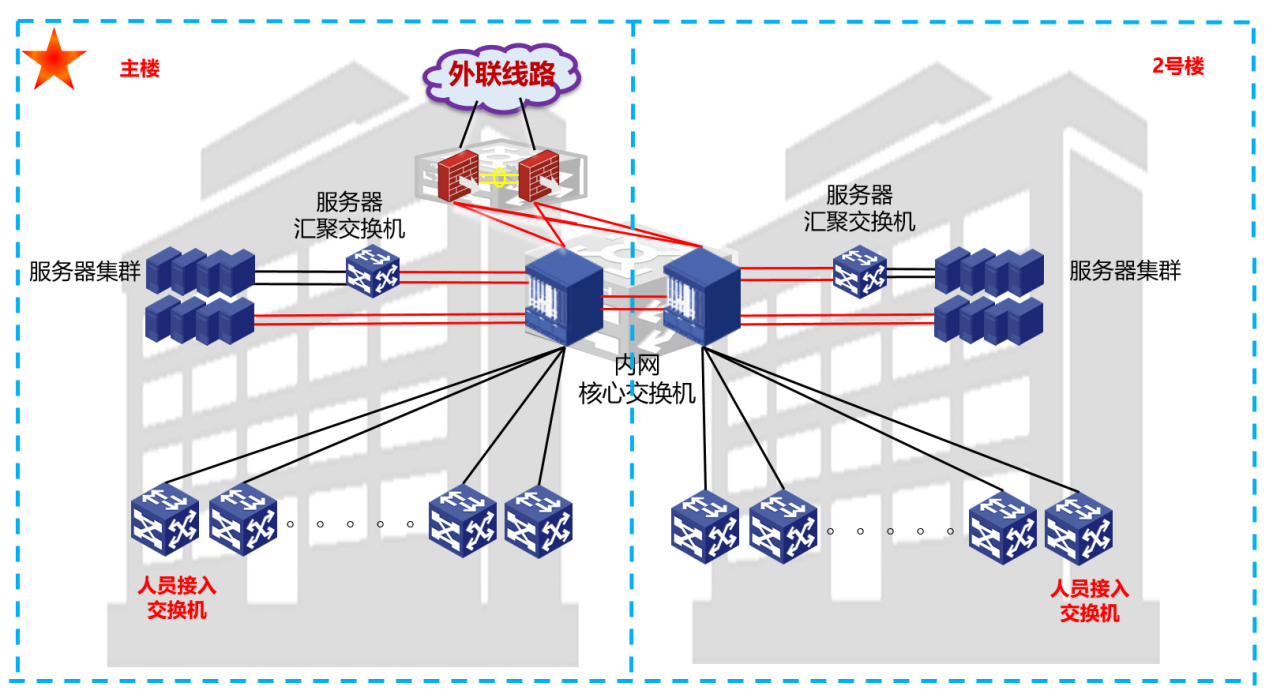 主楼
外联线路
2号楼
服务器
汇聚交换机
服务器集群
服务器
汇聚交换机
服务器集群
内网
核心交换机
人员接入
交换机
人员接入
交换机